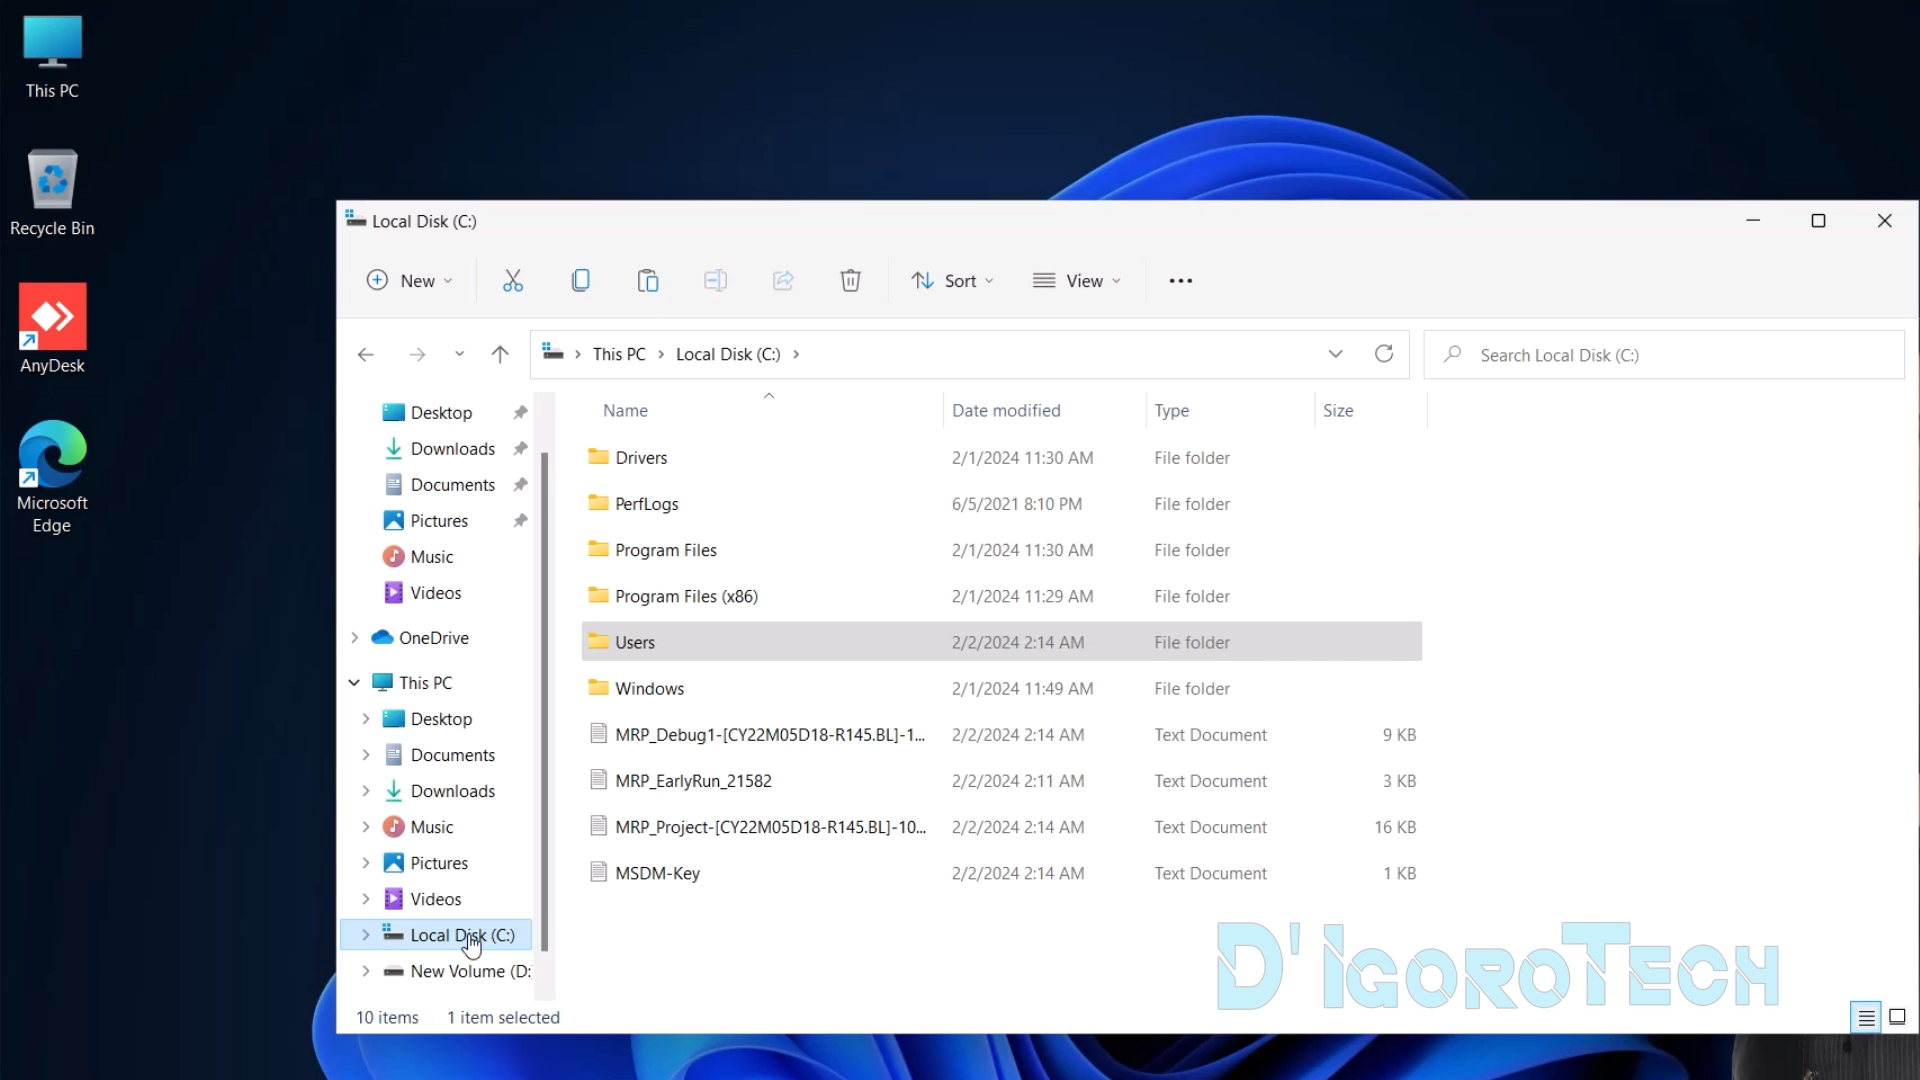 This PC
Recycle Bin
AnyDesk
Microsoft
Edge
Local Disk (C:)
New
Sort
View
This PC
Local Disk (C:)
Search Local Disk (C:)
Desktop
Downloads
Documents
Pictures
Music
Videos
OneDrive
This PC
Desktop
Documents
Downloads
Music
Pictures
Videos
Local Disk (C:)
New Volume (D:
Name Date modified Type Size
Drivers 2/1/2024 11:30 AM File folder
PerfLogs 6/5/2021 8:10 PM File folder
Program Files 2/1/2024 11:30 AM File folder
Program Files (x86) 2/1/2024 11:29 AM File folder
Users 2/2/2024 2:14 AM File folder
Windows 2/1/2024 11:49 AM File folder
MRP_Debug1-[CY22M05D18-R145.BL]-1... 2/2/2024 2:14 AM Text Document 9 KB
MRP_EarlyRun_21582 2/2/2024 2:11 AM Text Document 3 KB
MRP_Project-[CY22M05D18-R145.BL]-10... 2/2/2024 2:14 AM Text Document 16 KB
MSDM-Key 2/2/2024 2:14 AM Text Document 1 KB
D'IGOROTECH
10 items 1 item selected